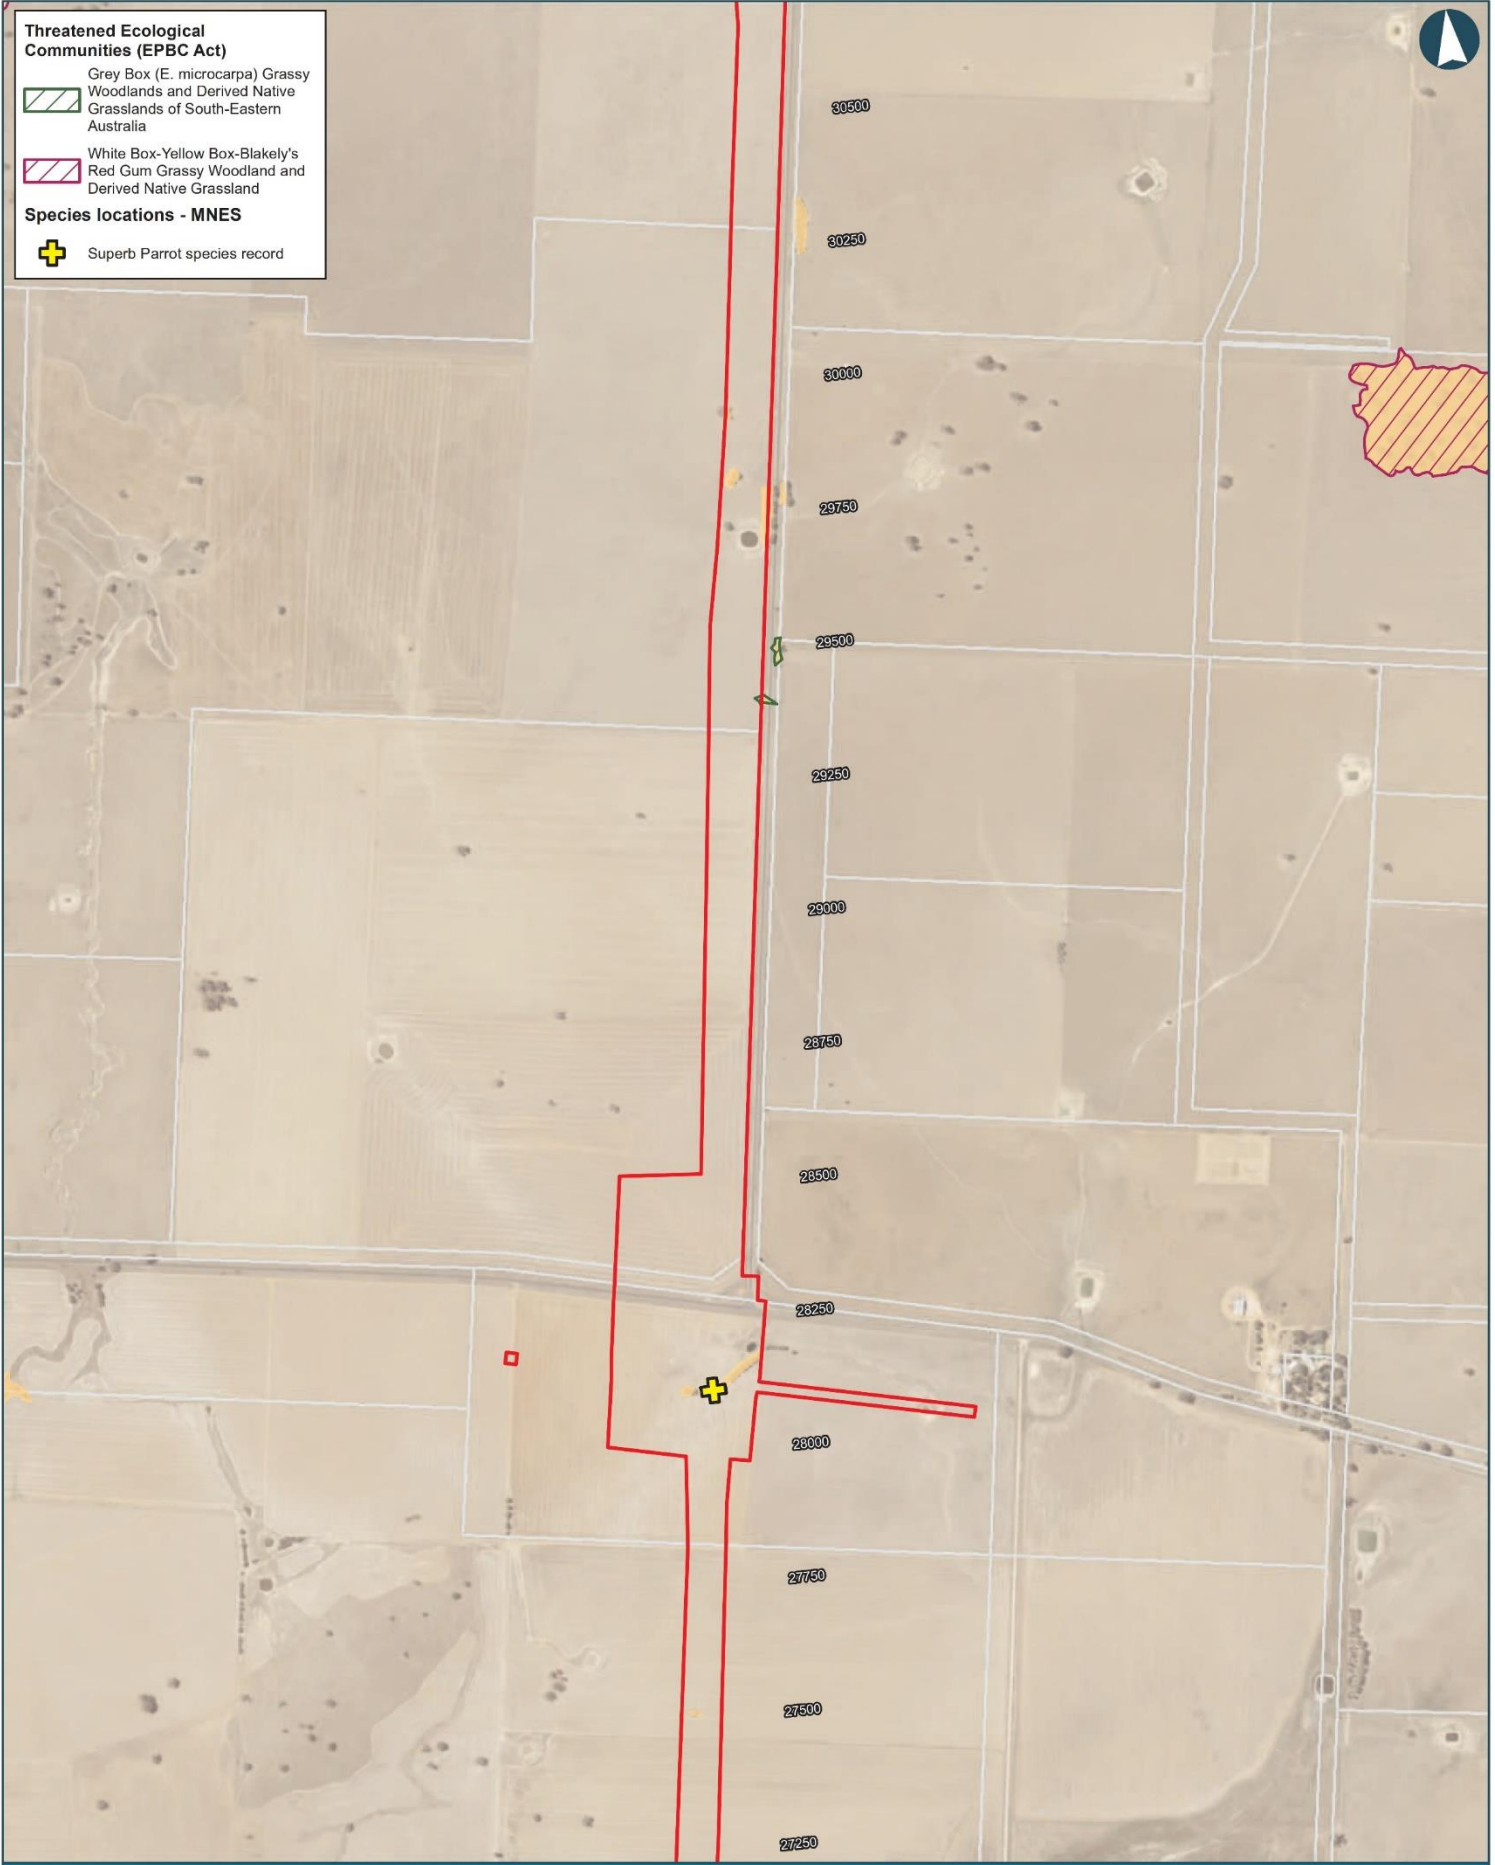 Threatened Ecological
Communities (EPBC Act)
Grey Box (E. microcarpa) Grassy
Woodlands and Derived Native
Grasslands of South-Eastern
Australia
White Box-Yellow Box-Blakely's
Red Gum Grassy Woodland and
Derived Native Grassland
Species locations - MNES
Superb Parrot species record
30500
30250
30000
29750
29500
29250
29000
28750
28500
28250
28000
27750
27500
27250